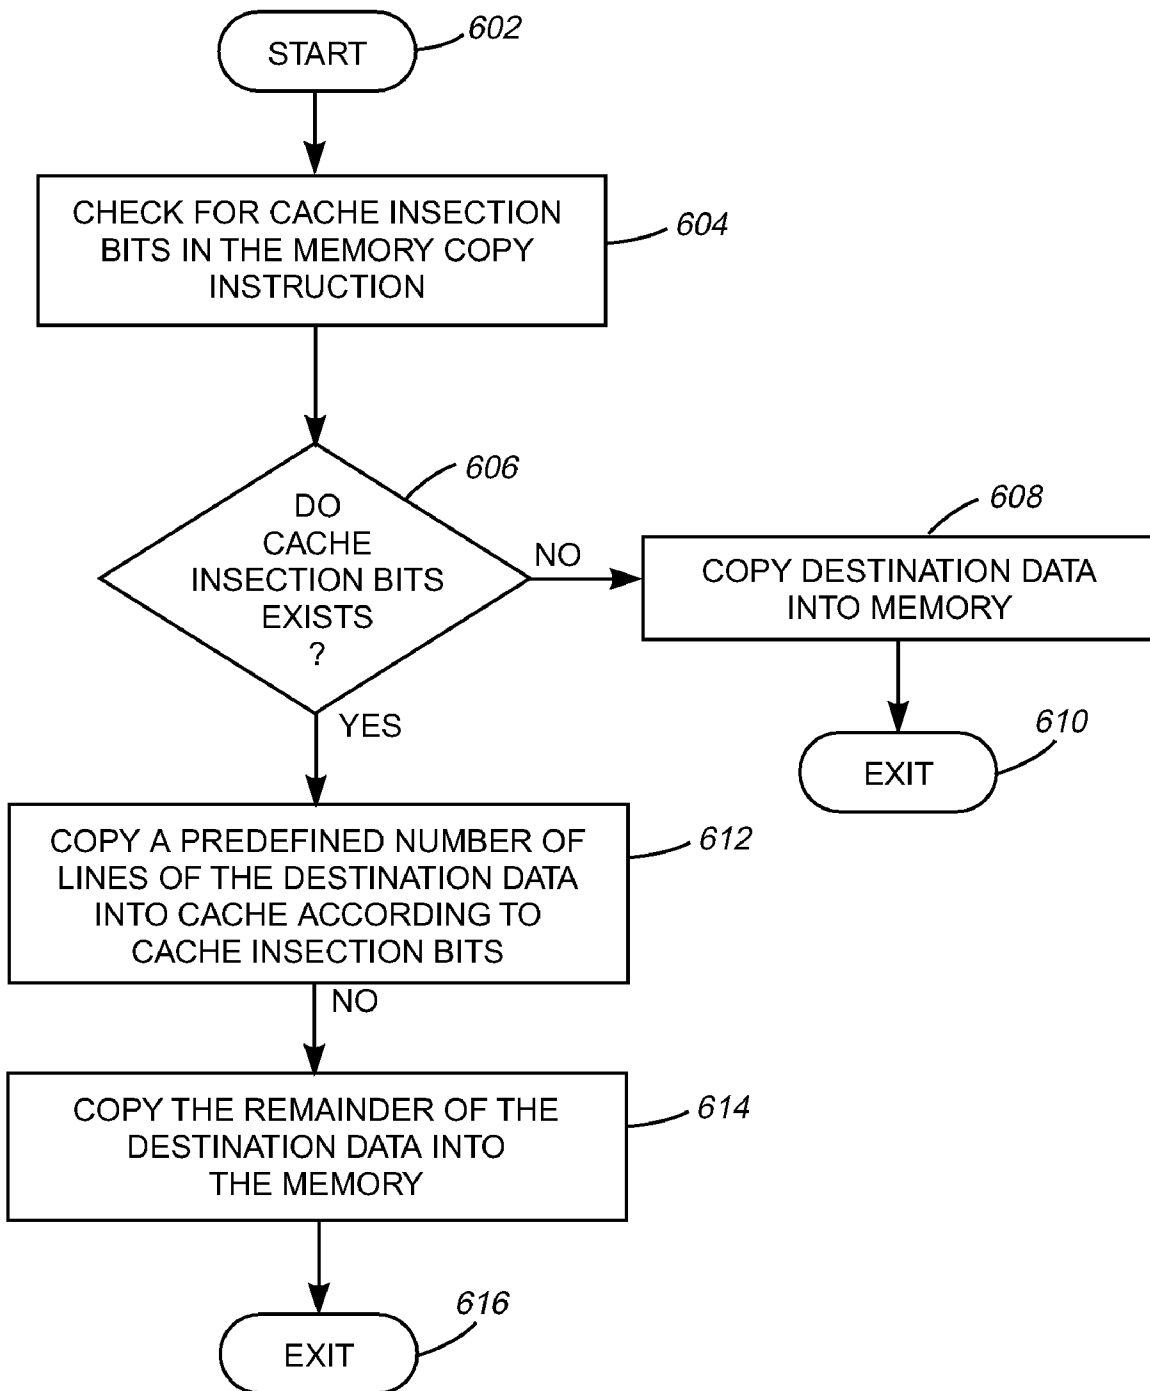 START
602
CHECK FOR CACHE INSECTION
BITS IN THE MEMORY COPY
INSTRUCTION
604
DO
CACHE
INSECTION BITS
EXISTS
?
606
NO
COPY DESTINATION DATA
INTO MEMORY
608
EXIT
610
YES
COPY A PREDEFINED NUMBER OF
LINES OF THE DESTINATION DATA
INTO CACHE ACCORDING TO
CACHE INSECTION BITS
612
NO
COPY THE REMAINDER OF THE
DESTINATION DATA INTO
THE MEMORY
614
EXIT
616